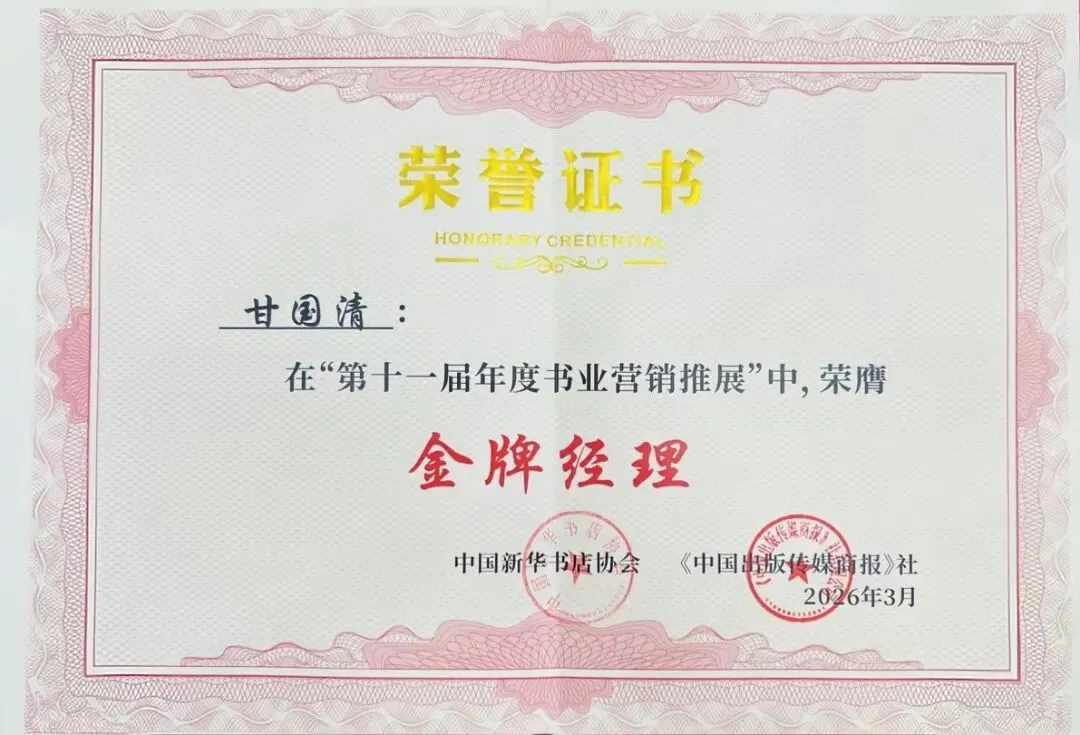 荣誉证书
HONORARY CREDENTIAL
甘国清：
在“第十一届年度书业营销推展”中, 荣膺
金牌经理
中国新华书店协会 《中国出版传媒商报》社
2026年3月